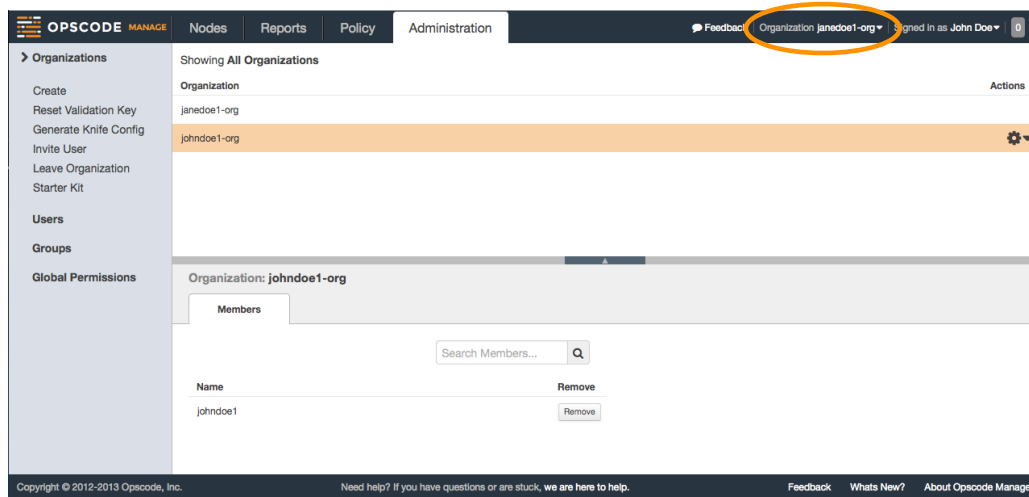 OPSCODE MANAGE Nodes Reports Policy Administration Feedback Organization janedoe1-org Signed in as John Doe 0
Organizations
Create
Reset Validation Key
Generate Knife Config
Invite User
Leave Organization
Starter Kit
Users
Groups
Global Permissions
Showing All Organizations
Organization Actions
janedoe1-org
johndoe1-org
Organization: johndoe1-org
Members
Search Members...
Name Remove
johndoe1 Remove
Copyright © 2012-2013 Opscode, Inc. Need help? If you have questions or are stuck, we are here to help. Feedback Whats New? About Opscode Manage